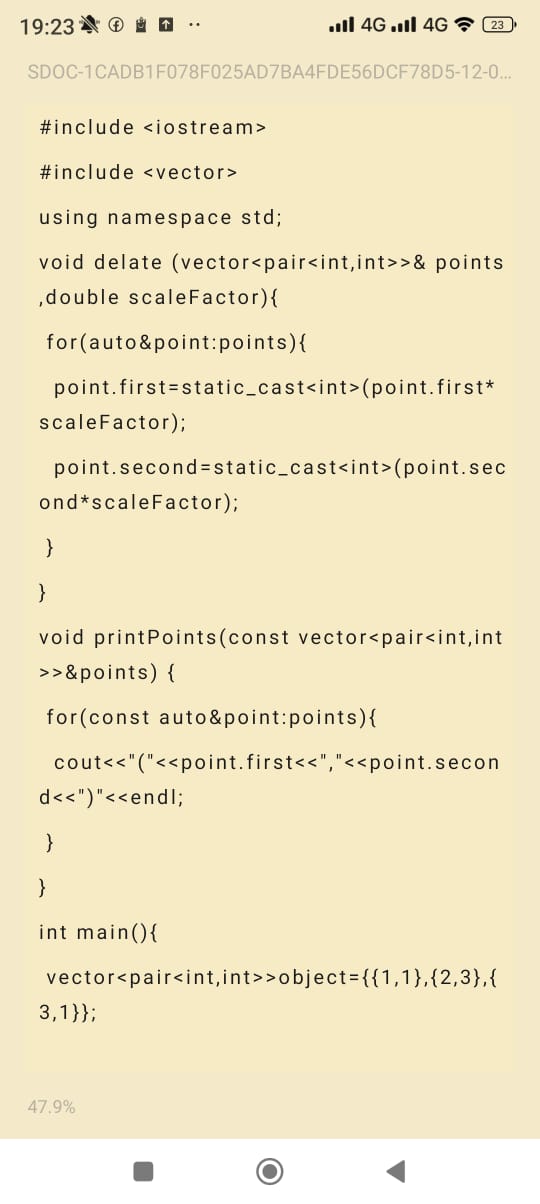 19:23
4G 4G 23
SDOC-1CADB1F078F025AD7BA4FDE56DCF78D5-12-0...
#include <iostream>
#include <vector>
using namespace std;
void delate (vector<pair<int,int>>& points
,double scaleFactor){
for(auto&point:points){
point.first=static_cast<int>(point.first*
scaleFactor);
point.second=static_cast<int>(point.sec
ond*scaleFactor);
}
}
void printPoints(const vector<pair<int,int
>>&points) {
for(const auto&point:points){
cout<<"("<<point.first<<","<<point.secon
d<<")"<<endl;
}
}
int main(){
vector<pair<int,int>>object={{1,1},{2,3},{
3,1}};
47.9%